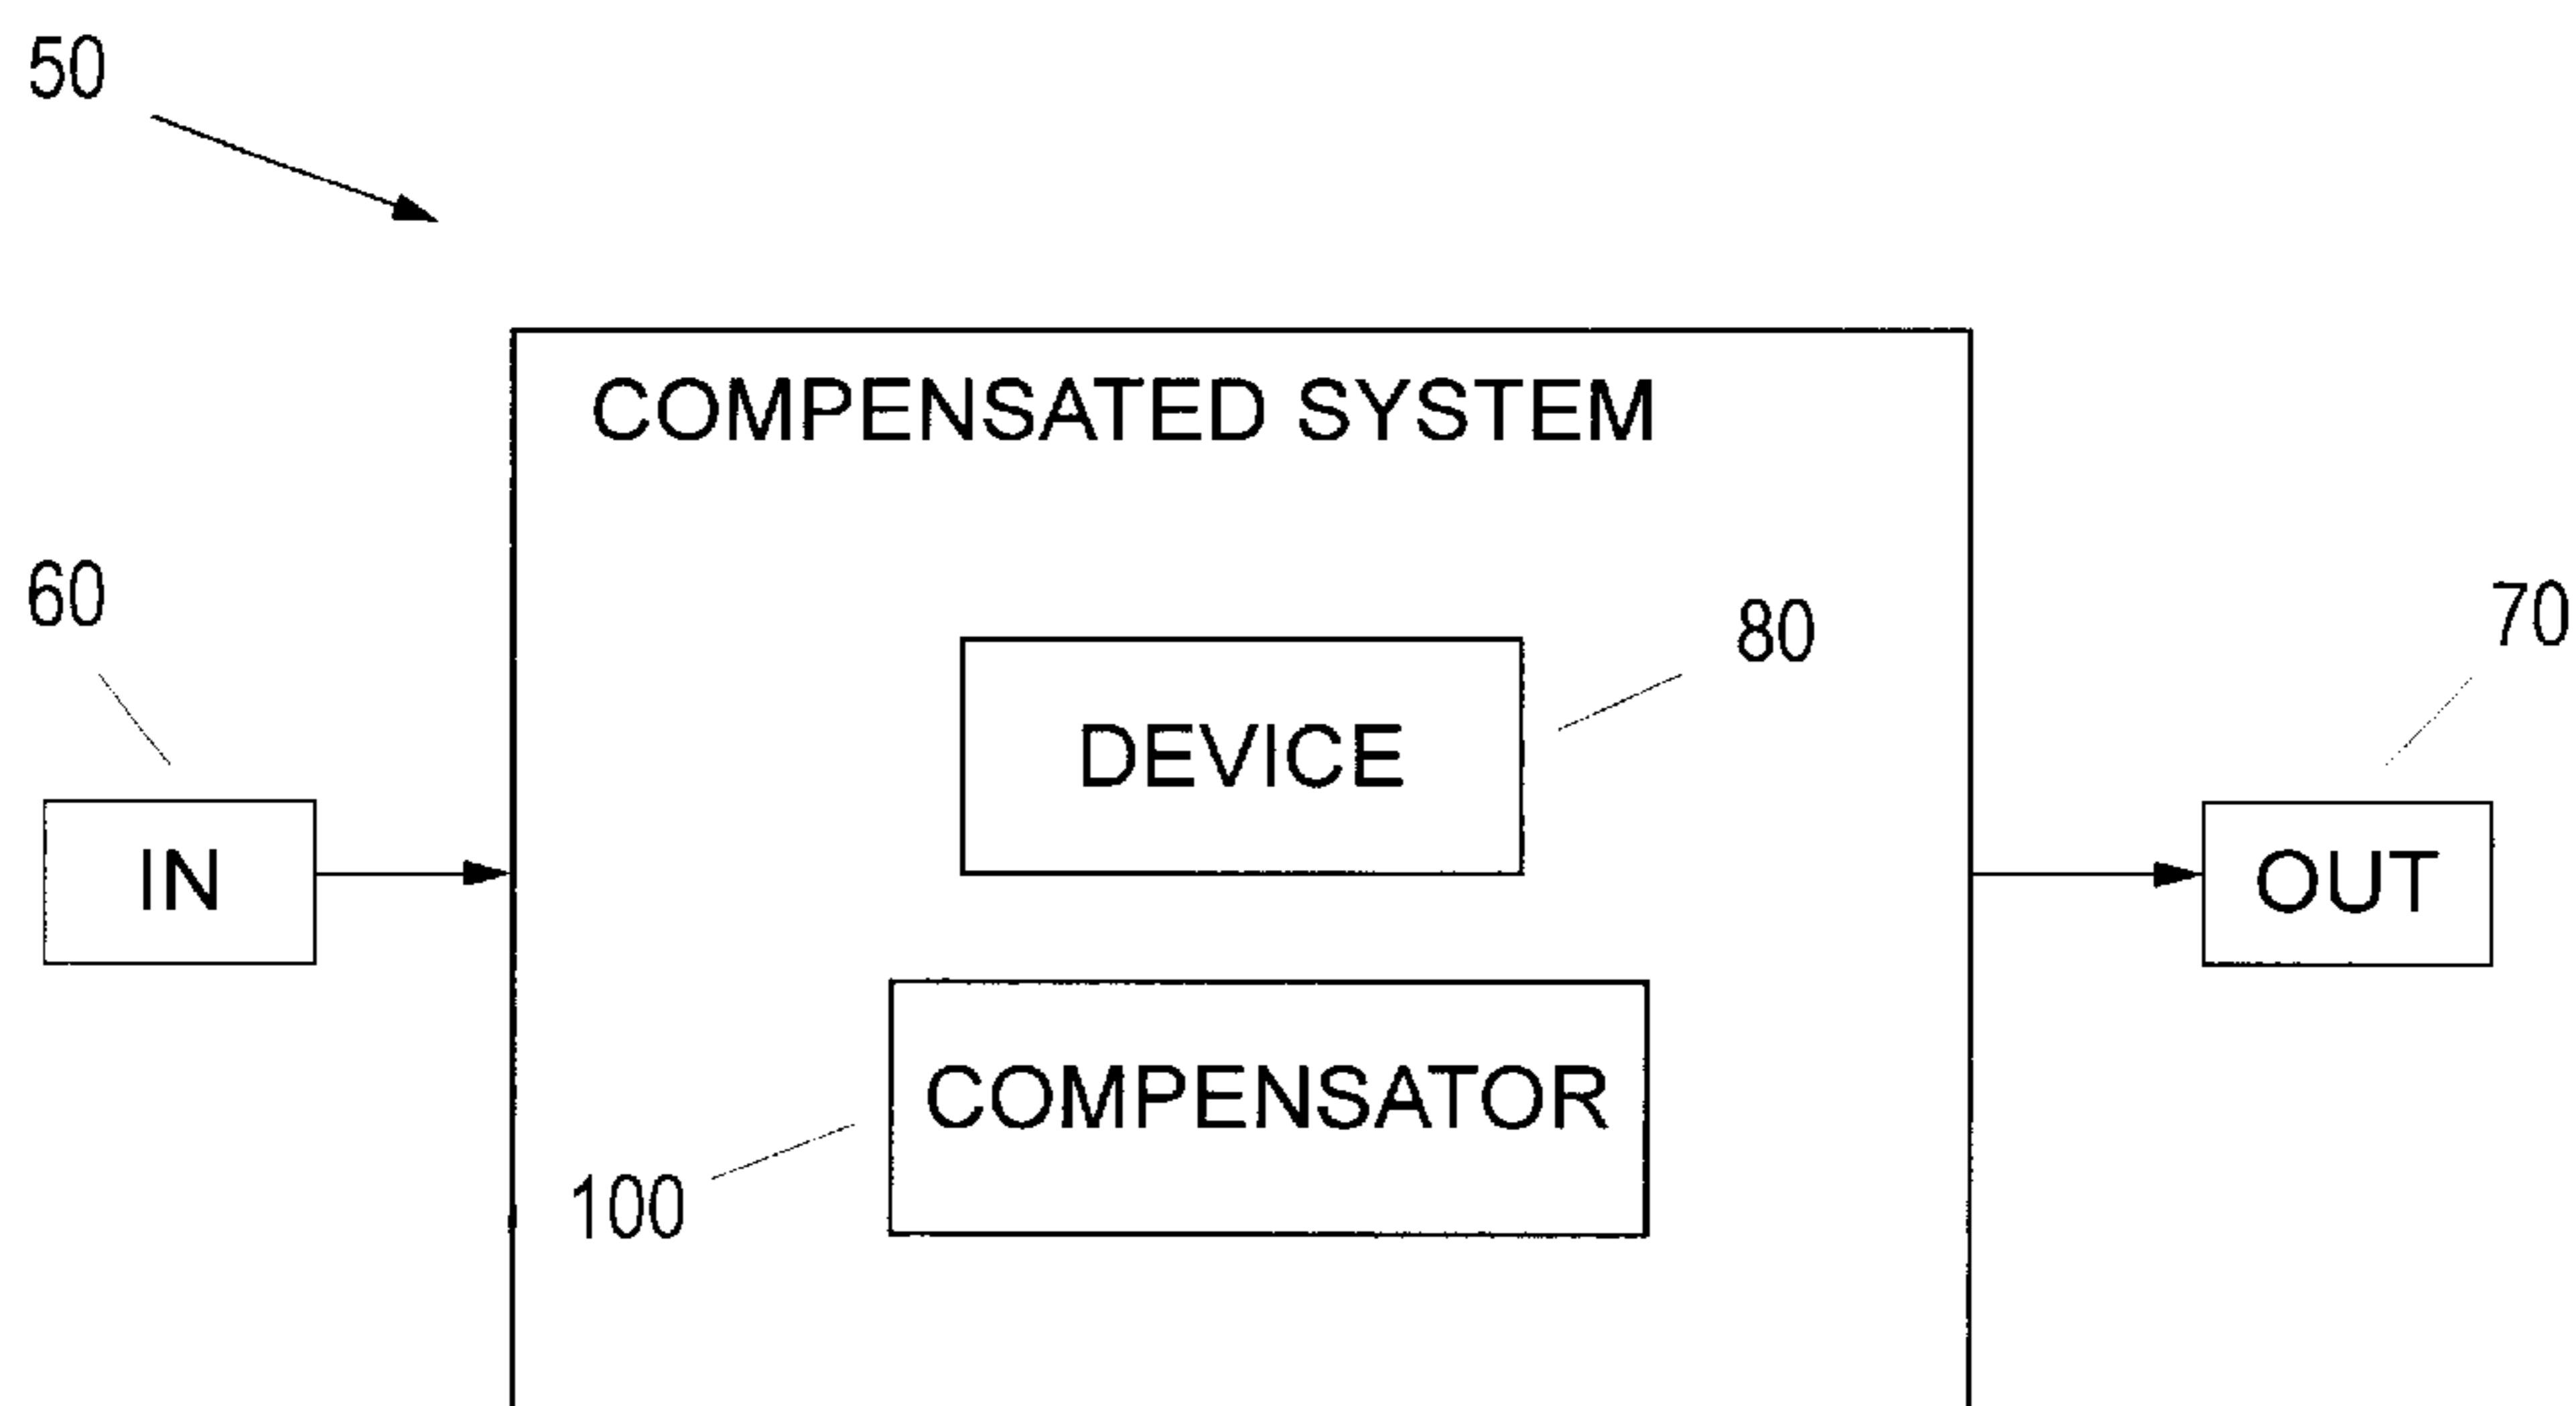 50
COMPENSATED SYSTEM
60
80
70
DEVICE
IN
OUT
COMPENSATOR
100